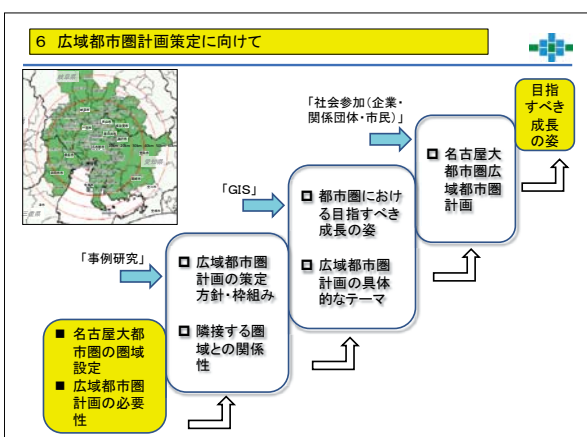 6 広域都市圏計画策定に向けて
目指
すべき
成長
の姿
「社会参加(企業・
関係団体・市民)」
名古屋大
都市圏広
域都市圏
計画
「GIS」
都市圏におけ
る目指すべき
成長の姿
広域都市圏
計画の具体
的なテーマ
「事例研究」
広域都市圏
計画の策定
方針・枠組み
隣接する圏
域との関係
性
名古屋大都
市圏の圏域
設定
広域都市圏
計画の必要
性